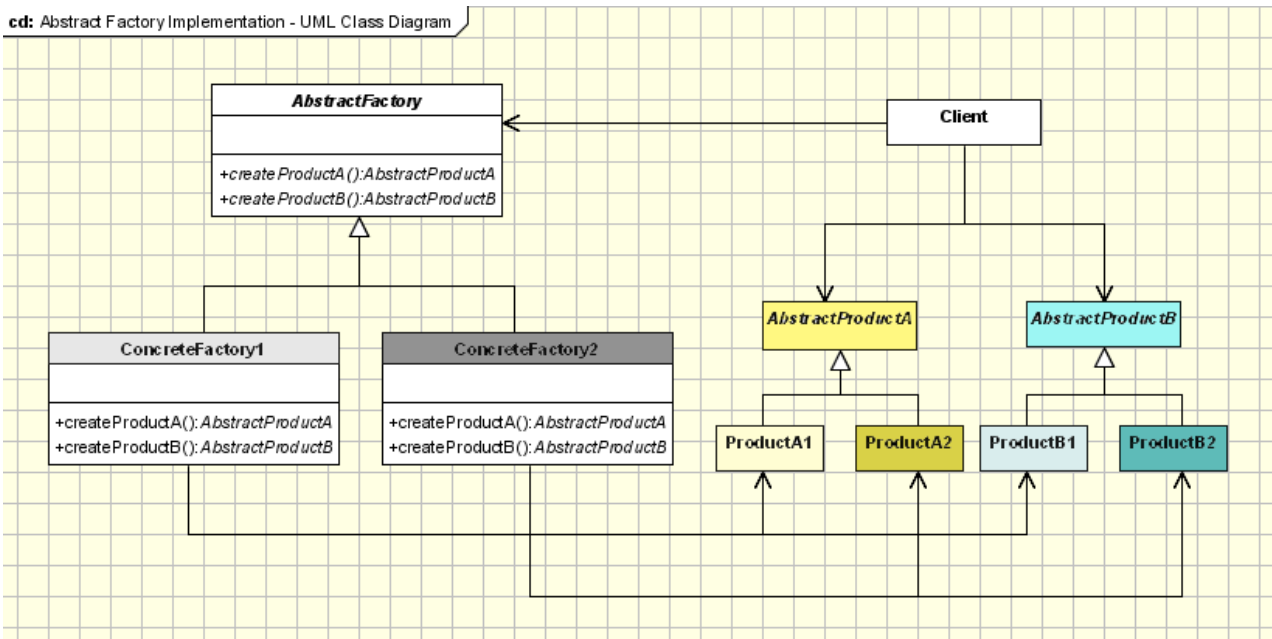 cd: Abstract Factory Implementation - UML Class Diagram
AbstractFactory
+createProductA():AbstractProductA
+createProductB():AbstractProductB
Client
AbstractProductA
AbstractProductB
ConcreteFactory1
+createProductA():AbstractProductA
+createProductB():AbstractProductB
ConcreteFactory2
+createProductA():AbstractProductA
+createProductB():AbstractProductB
ProductA1
ProductA2
ProductB1
ProductB2